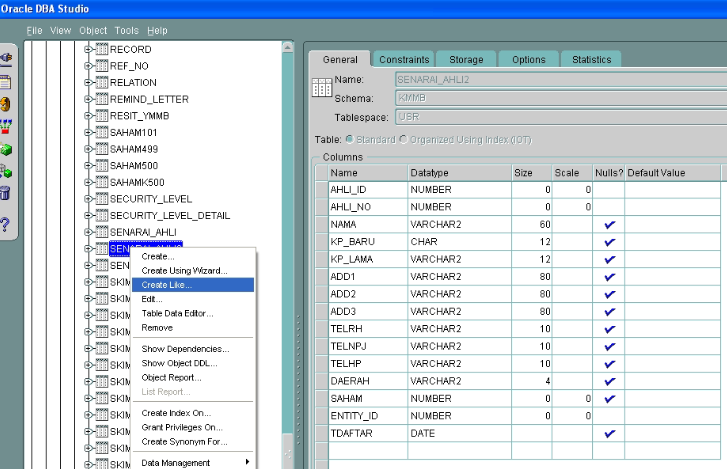 Oracle DBA Studio
File View Object Tools Help
RECORD
REF_NO
RELATION
REMIND_LETTER
RESIT_YMMB
SAHAM101
SAHAM499
SAHAM500
SAHAMK500
SECURITY_LEVEL
SECURITY_LEVEL_DETAIL
SENARAI_AHLI
SEN
SKIM
SKIM
SKIM
SKIM
SKIM
SKIM
SKIM
SKIM
SKIM
SKIM
SKIM
SKIM
Create...
Create Using Wizard...
Create Like...
Edit...
Table Data Editor...
Remove
Show Dependencies...
Show Object DDL...
Object Report...
List Report...
Create Index On...
Grant Privileges On...
Create Synonym For...
Data Management
General Constraints Storage Options Statistics
Name: SENARAI_AHLI2
Schema: KMMB
Tablespace: USR
Table: Standard Organized Using Index (IOT)
Columns
Name Datatype Size Scale Nulls? Default Value
AHLI_ID NUMBER 0 0
AHLI_NO NUMBER 0 0
NAMA VARCHAR2 60
KP_BARU CHAR 12
KP_LAMA VARCHAR2 12
ADD1 VARCHAR2 80
ADD2 VARCHAR2 80
ADD3 VARCHAR2 80
TELRH VARCHAR2 10
TELNPJ VARCHAR2 10
TELHP VARCHAR2 10
DAERAH VARCHAR2 4
SAHAM NUMBER 0 0
ENTITY_ID NUMBER 0 0
TDAFTAR DATE